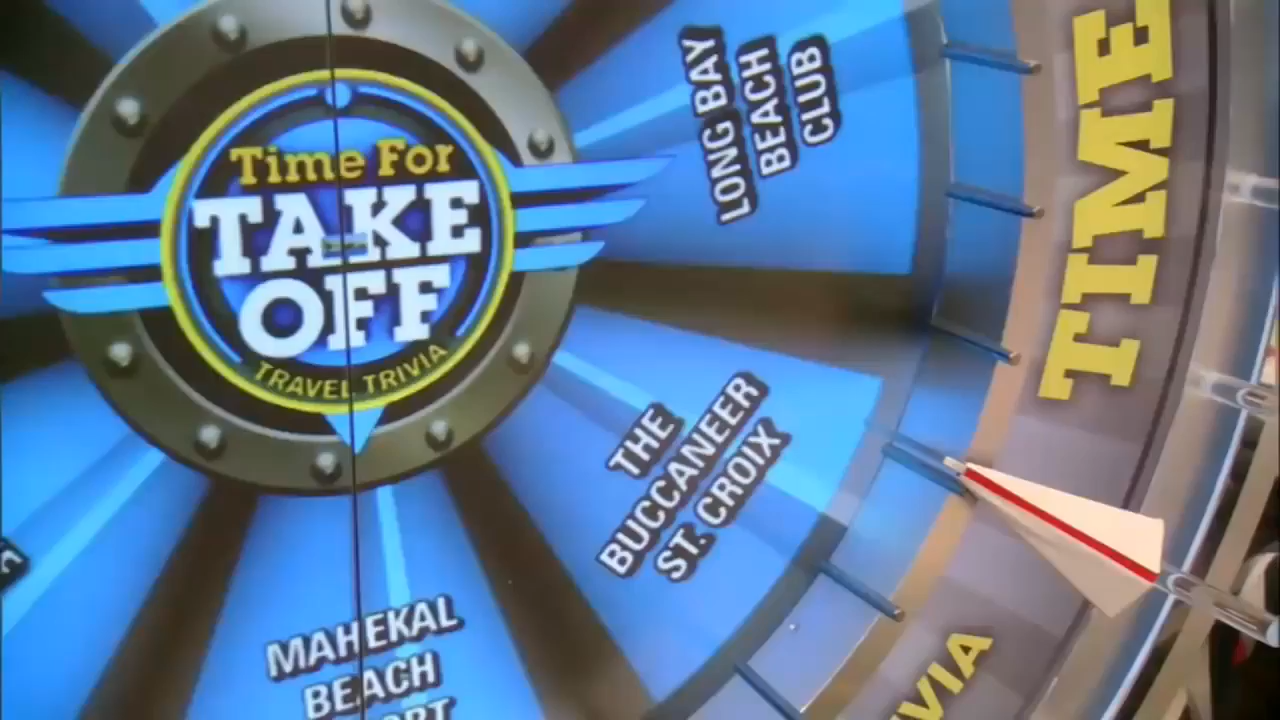 Time For
TAKE
OFF
TRAVEL TRIVIA
LONG BAY
BEACH
CLUB
TIME
THE
BUCCANEER
ST. CROIX
MAHEKAL
BEACH